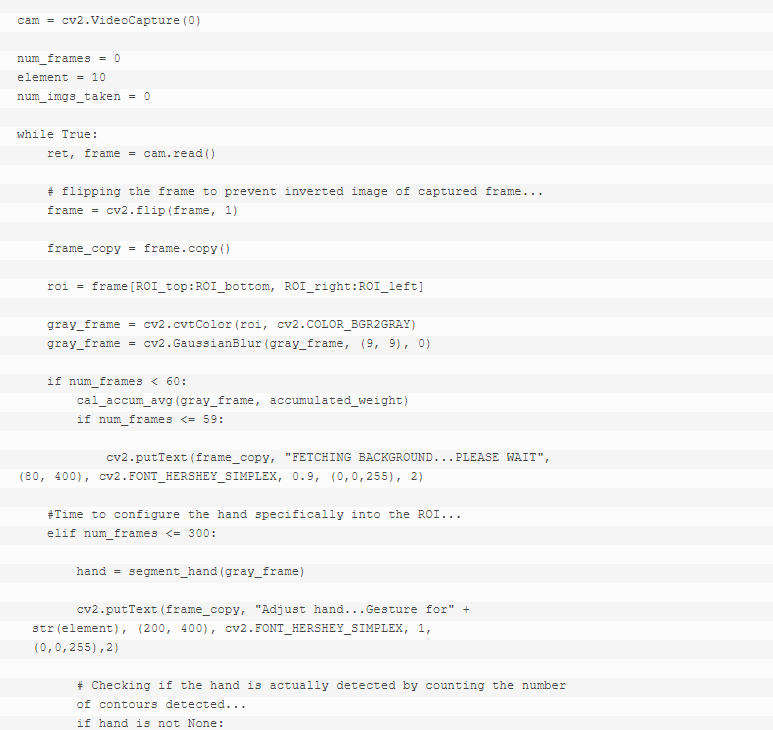 cam = cv2.VideoCapture(0)
num_frames = 0
element = 10
num_imgs_taken = 0
while True:
    ret, frame = cam.read()
    # flipping the frame to prevent inverted image of captured frame...
    frame = cv2.flip(frame, 1)
    frame_copy = frame.copy()
    roi = frame[ROI_top:ROI_bottom, ROI_right:ROI_left]
    gray_frame = cv2.cvtColor(roi, cv2.COLOR_BGR2GRAY)
    gray_frame = cv2.GaussianBlur(gray_frame, (9, 9), 0)
    if num_frames < 60:
        cal_accum_avg(gray_frame, accumulated_weight)
        if num_frames <= 59:
            cv2.putText(frame_copy, "FETCHING BACKGROUND...PLEASE WAIT",
(80, 400), cv2.FONT_HERSHEY_SIMPLEX, 0.9, (0,0,255), 2)
    #Time to configure the hand specifically into the ROI...
    elif num_frames <= 300:
        hand = segment_hand(gray_frame)
        cv2.putText(frame_copy, "Adjust hand...Gesture for" +
  str(element), (200, 400), cv2.FONT_HERSHEY_SIMPLEX, 1,
  (0,0,255),2)
        # Checking if the hand is actually detected by counting the number
        of contours detected...
        if hand is not None: